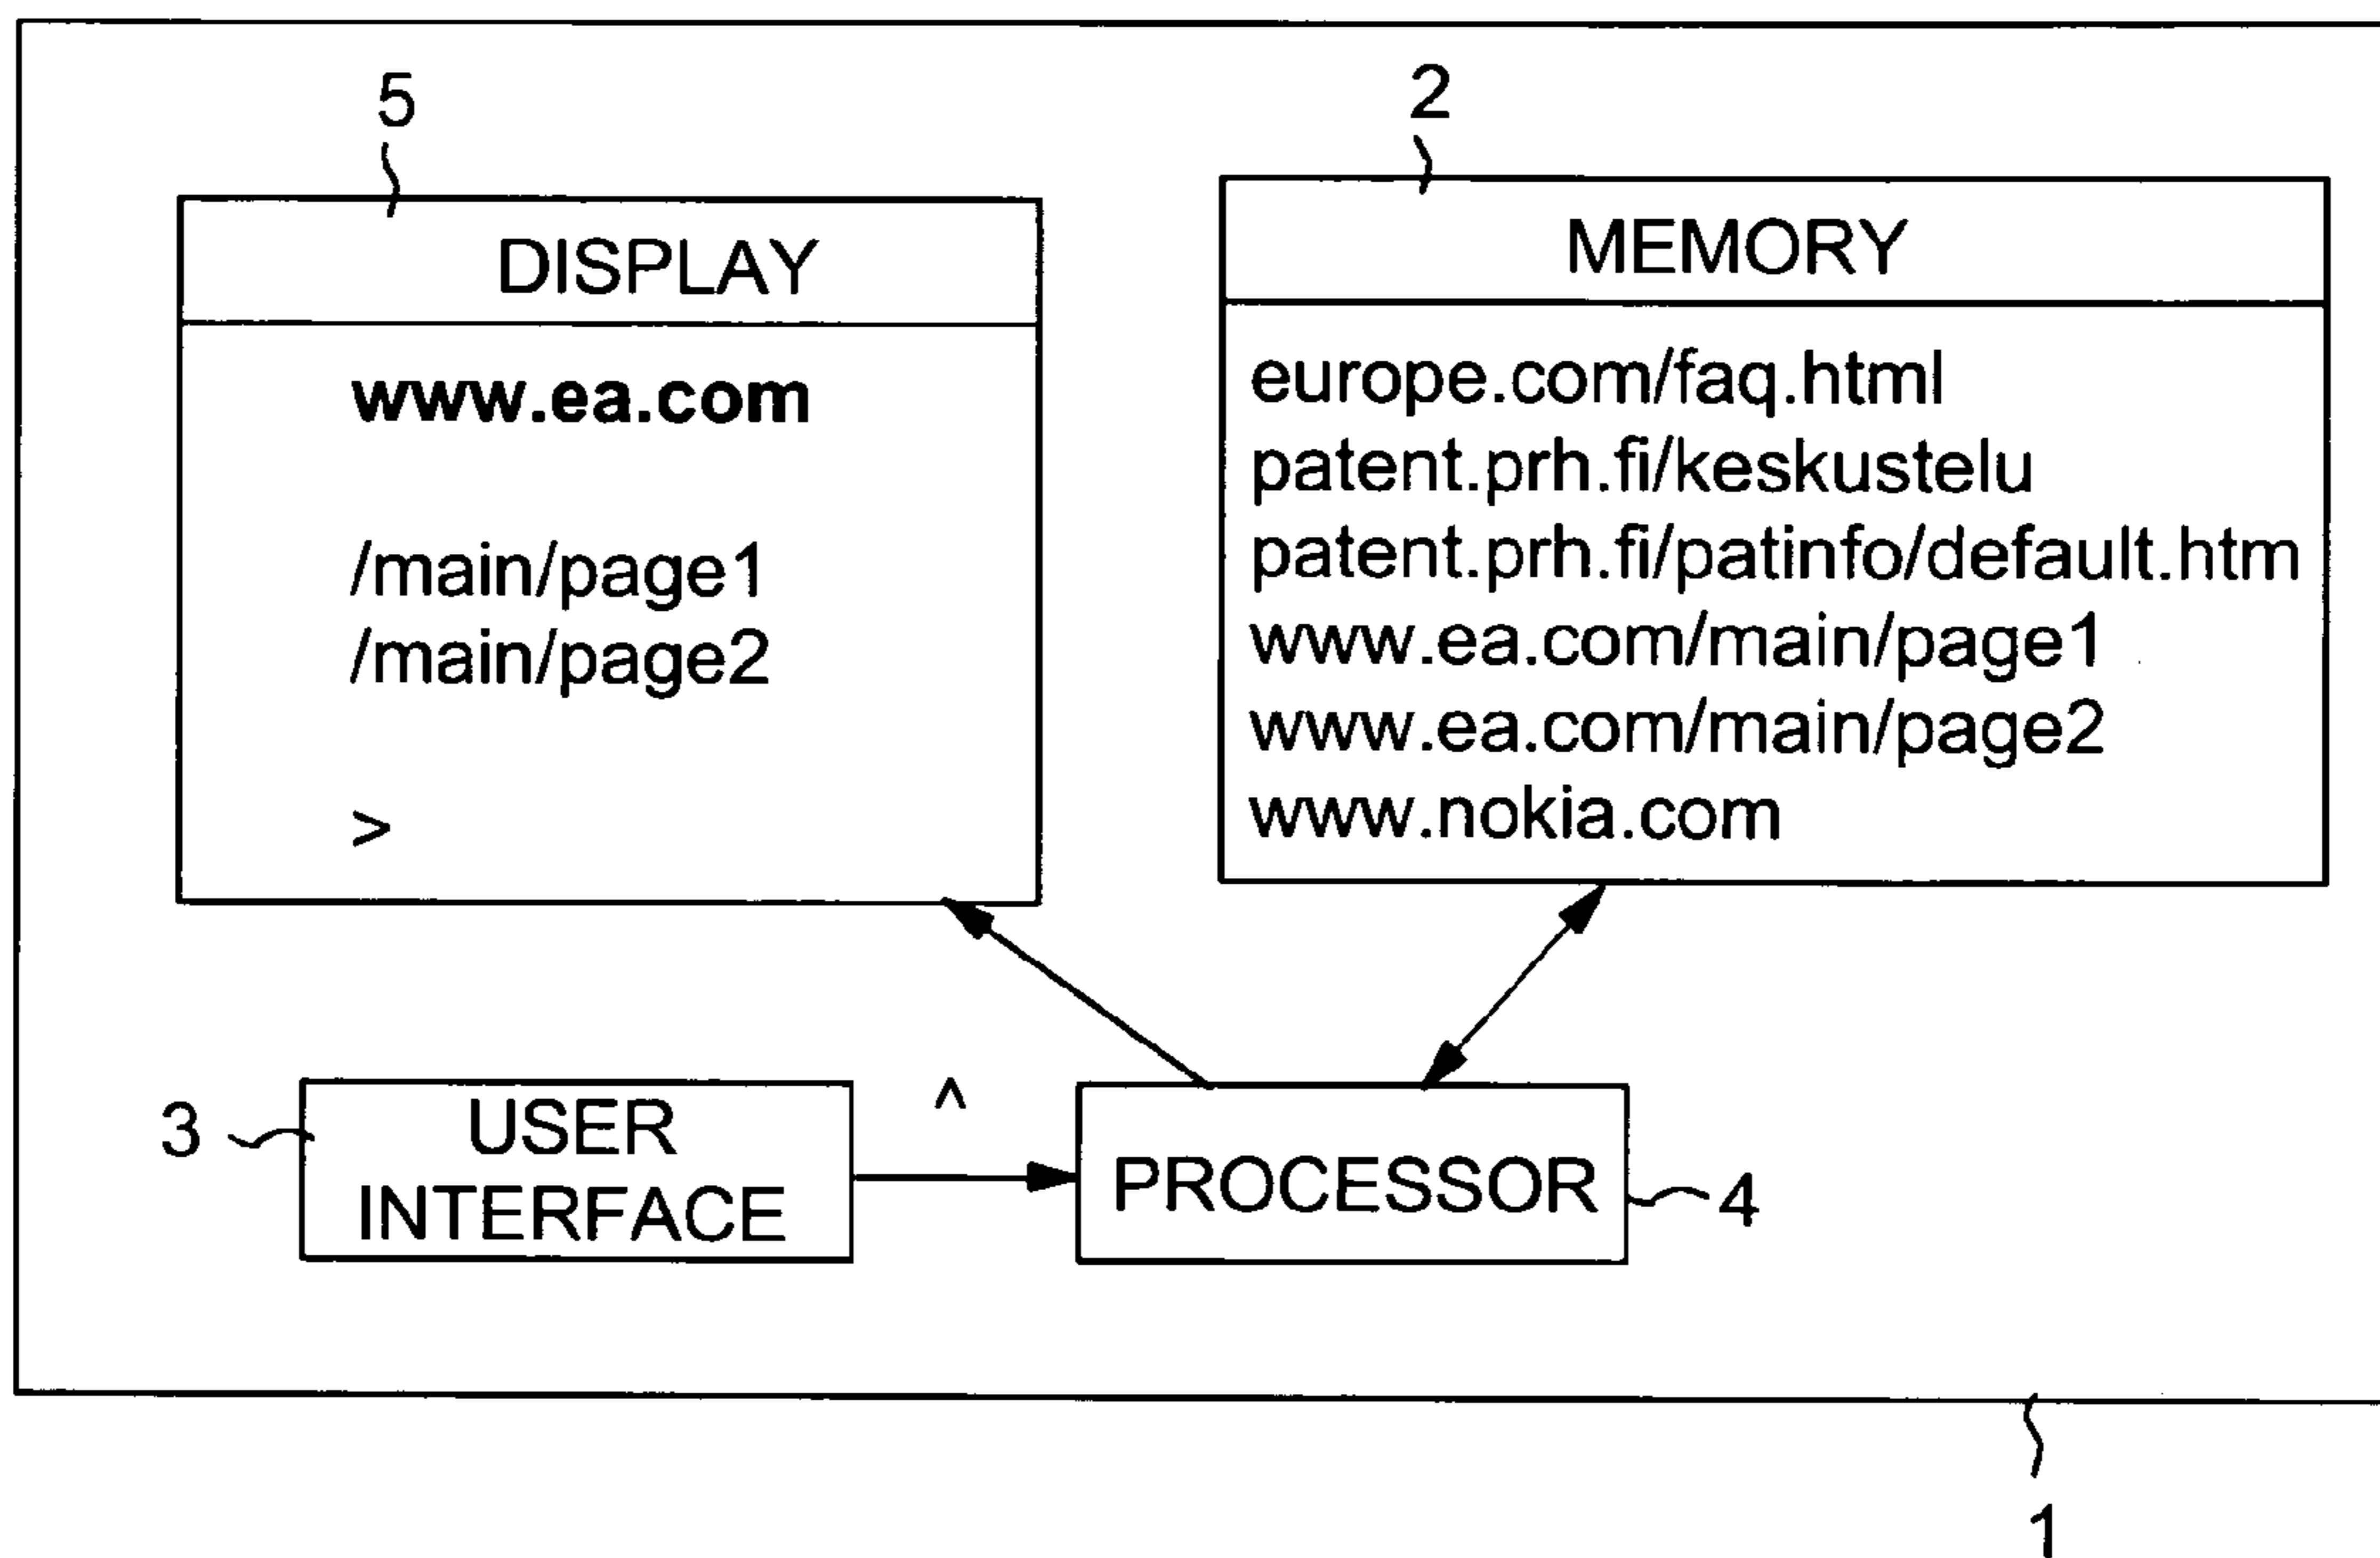 5
DISPLAY
www.ea.com
/main/page1
/main/page2
>
2
MEMORY
europe.com/faq.html
patent.prh.fi/keskustelu
patent.prh.fi/patinfo/default.htm
www.ea.com/main/page1
www.ea.com/main/page2
www.nokia.com
3
USER
INTERFACE
^
PROCESSOR
4
1